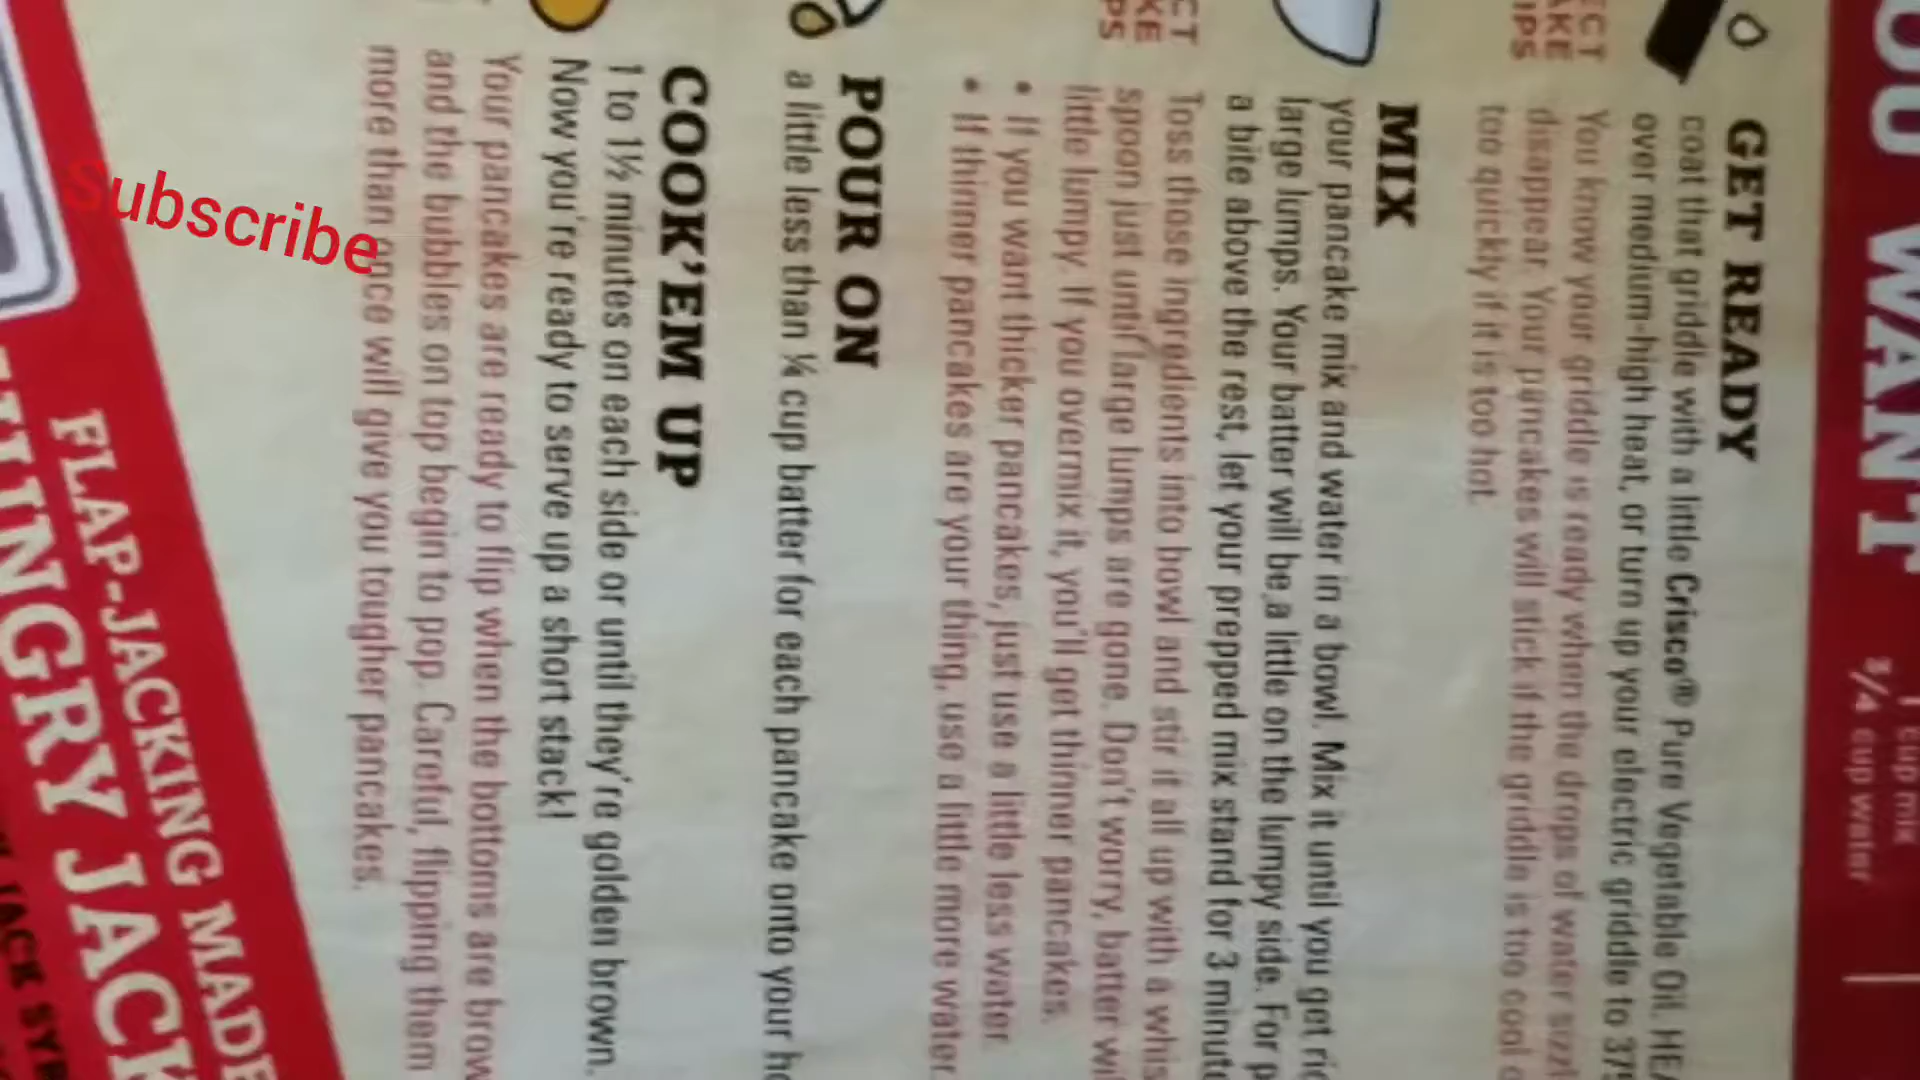 OU WANT
1 cup mix
3/4 cup water
GET READY
coat that griddle with a little Crisco® Pure Vegetable Oil. HEA
over medium-high heat, or turn up your electric griddle to 375
ECT
AKE
IPS
You know your griddle is ready when the drops of water sizzl
disappear. Your pancakes will stick if the griddle is too cool o
too quickly if it is too hot.
MIX
your pancake mix and water in a bowl. Mix it until you get rid
large lumps. Your batter will be a little on the lumpy side. For p
a bite above the rest, let your prepped mix stand for 3 minute
ECT
AKE
IPS
Toss those ingredients into bowl and stir it all up with a whis
spoon just until large lumps are gone. Don't worry, batter wi
little lumpy. If you overmix it, you'll get thinner pancakes.
• If you want thicker pancakes, just use a little less water.
• If thinner pancakes are your thing, use a little more water.
POUR ON
a little less than ¼ cup batter for each pancake onto your ho
COOK'EM UP
1 to 1½ minutes on each side or until they're golden brown.
Now you're ready to serve up a short stack!
Your pancakes are ready to flip when the bottoms are brow
and the bubbles on top begin to pop. Careful, flipping them
more than once will give you tougher pancakes.
Subscribe
FLAP-JACKING MADE
HUNGRY JACK
JACK SYR